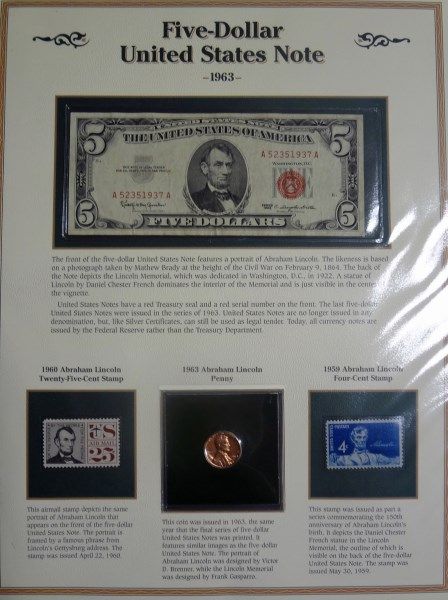 Five-Dollar
United States Note
–1963–
5
5
THE UNITED STATES OF AMERICA
A 52351937 A
WASHINGTON, D.C.
A 52351937 A
5
FIVE DOLLARS
5
The front of the five-dollar United States Note features a portrait of Abraham Lincoln. The likeness is based
on a photograph taken by Mathew Brady at the height of the Civil War on February 9, 1864. The back of
the Note depicts the Lincoln Memorial, which was dedicated in Washington, D.C., in 1922. A statue of
Lincoln by Daniel Chester French dominates the interior of the Memorial and is just visible in the center
the vignette.
United States Notes have a red Treasury seal and a red serial number on the front. The last five-dollar
United States Notes were issued in the series of 1963. United States Notes are no longer issued in any
denomination, but, like Silver Certificates, can still be used as legal tender. Today, all currency notes are
issued by the Federal Reserve rather than the Treasury Department.
1960 Abraham Lincoln
Twenty-Five-Cent Stamp
US
AIR MAIL
25
This airmail stamp depicts the same
portrait of Abraham Lincoln that
appears on the front of the five-dollar
United States Note. The portrait is
framed by a famous phrase from
Lincoln's Gettysburg address. The
stamp was issued April 22, 1960.
1963 Abraham Lincoln
Penny
This coin was issued in 1963, the same
year that the final series of five-dollar
United States Notes was printed. It
features similar images as the five-dollar
United States Note. The portrait of
Abraham Lincoln was designed by Victor
D. Brenner, while the Lincoln Memorial
was designed by Frank Gasparro.
1959 Abraham Lincoln
Four-Cent Stamp
4¢
This stamp was issued as part a
series commemorating the 150th
anniversary of Abraham Lincoln's
birth. It depicts the Daniel Chester
French statue in the Lincoln
Memorial, the outline of which is
visible on the back of the five-dollar
United States Note. The stamp was
issued May 30, 1959.